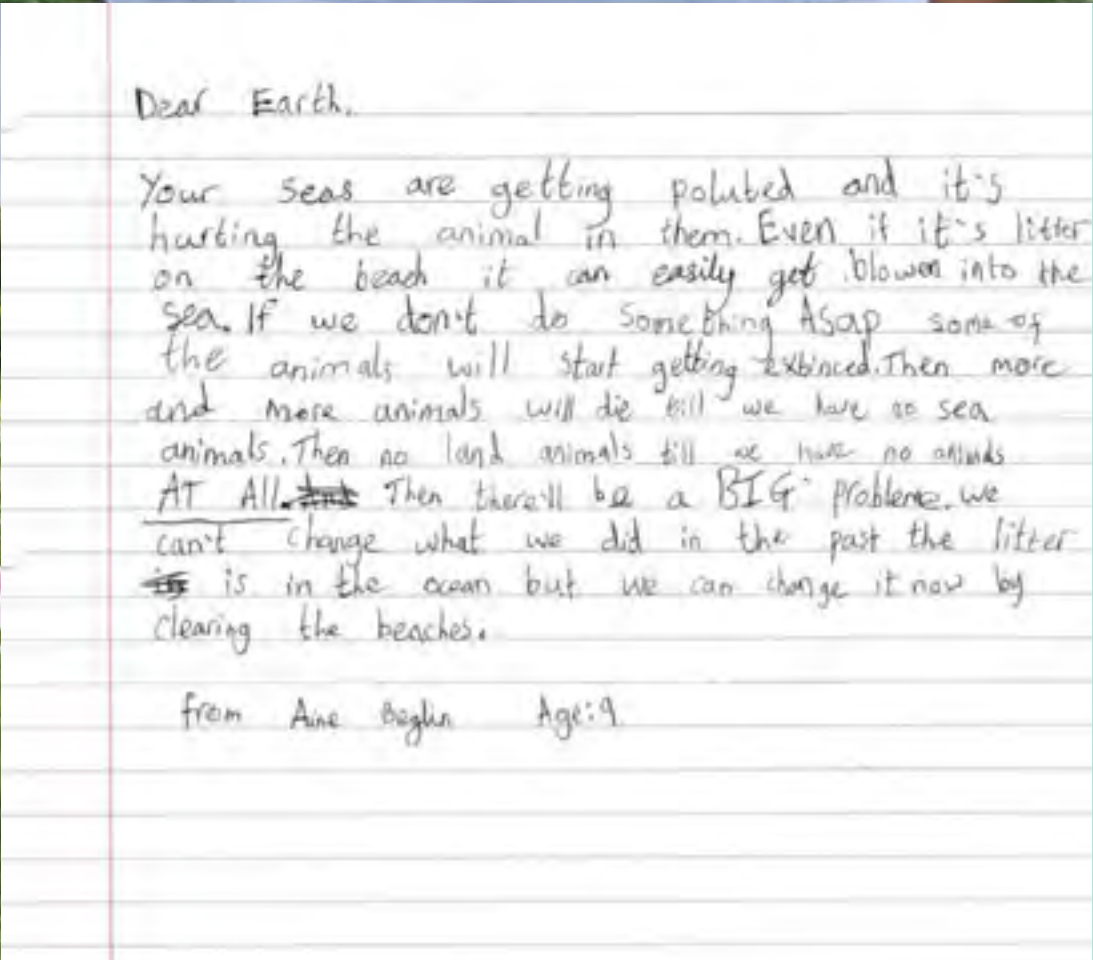 Dear Earth.
Your seas are getting poluted and it's
hurting the animal in them. Even if it's litter
on the beach it can easily get blowen into the
sea. If we don't do something Asap some of
the animals will start getting exbinced. Then more
and more animals will die till we have no sea
animals. Then no land animals till we have no animals
AT All. Then there'll be a BIG probleme. we
can't change what we did in the past the litter
is in the ocean but we can change it now by
clearing the beaches.
from Aine Beglin Age: 9